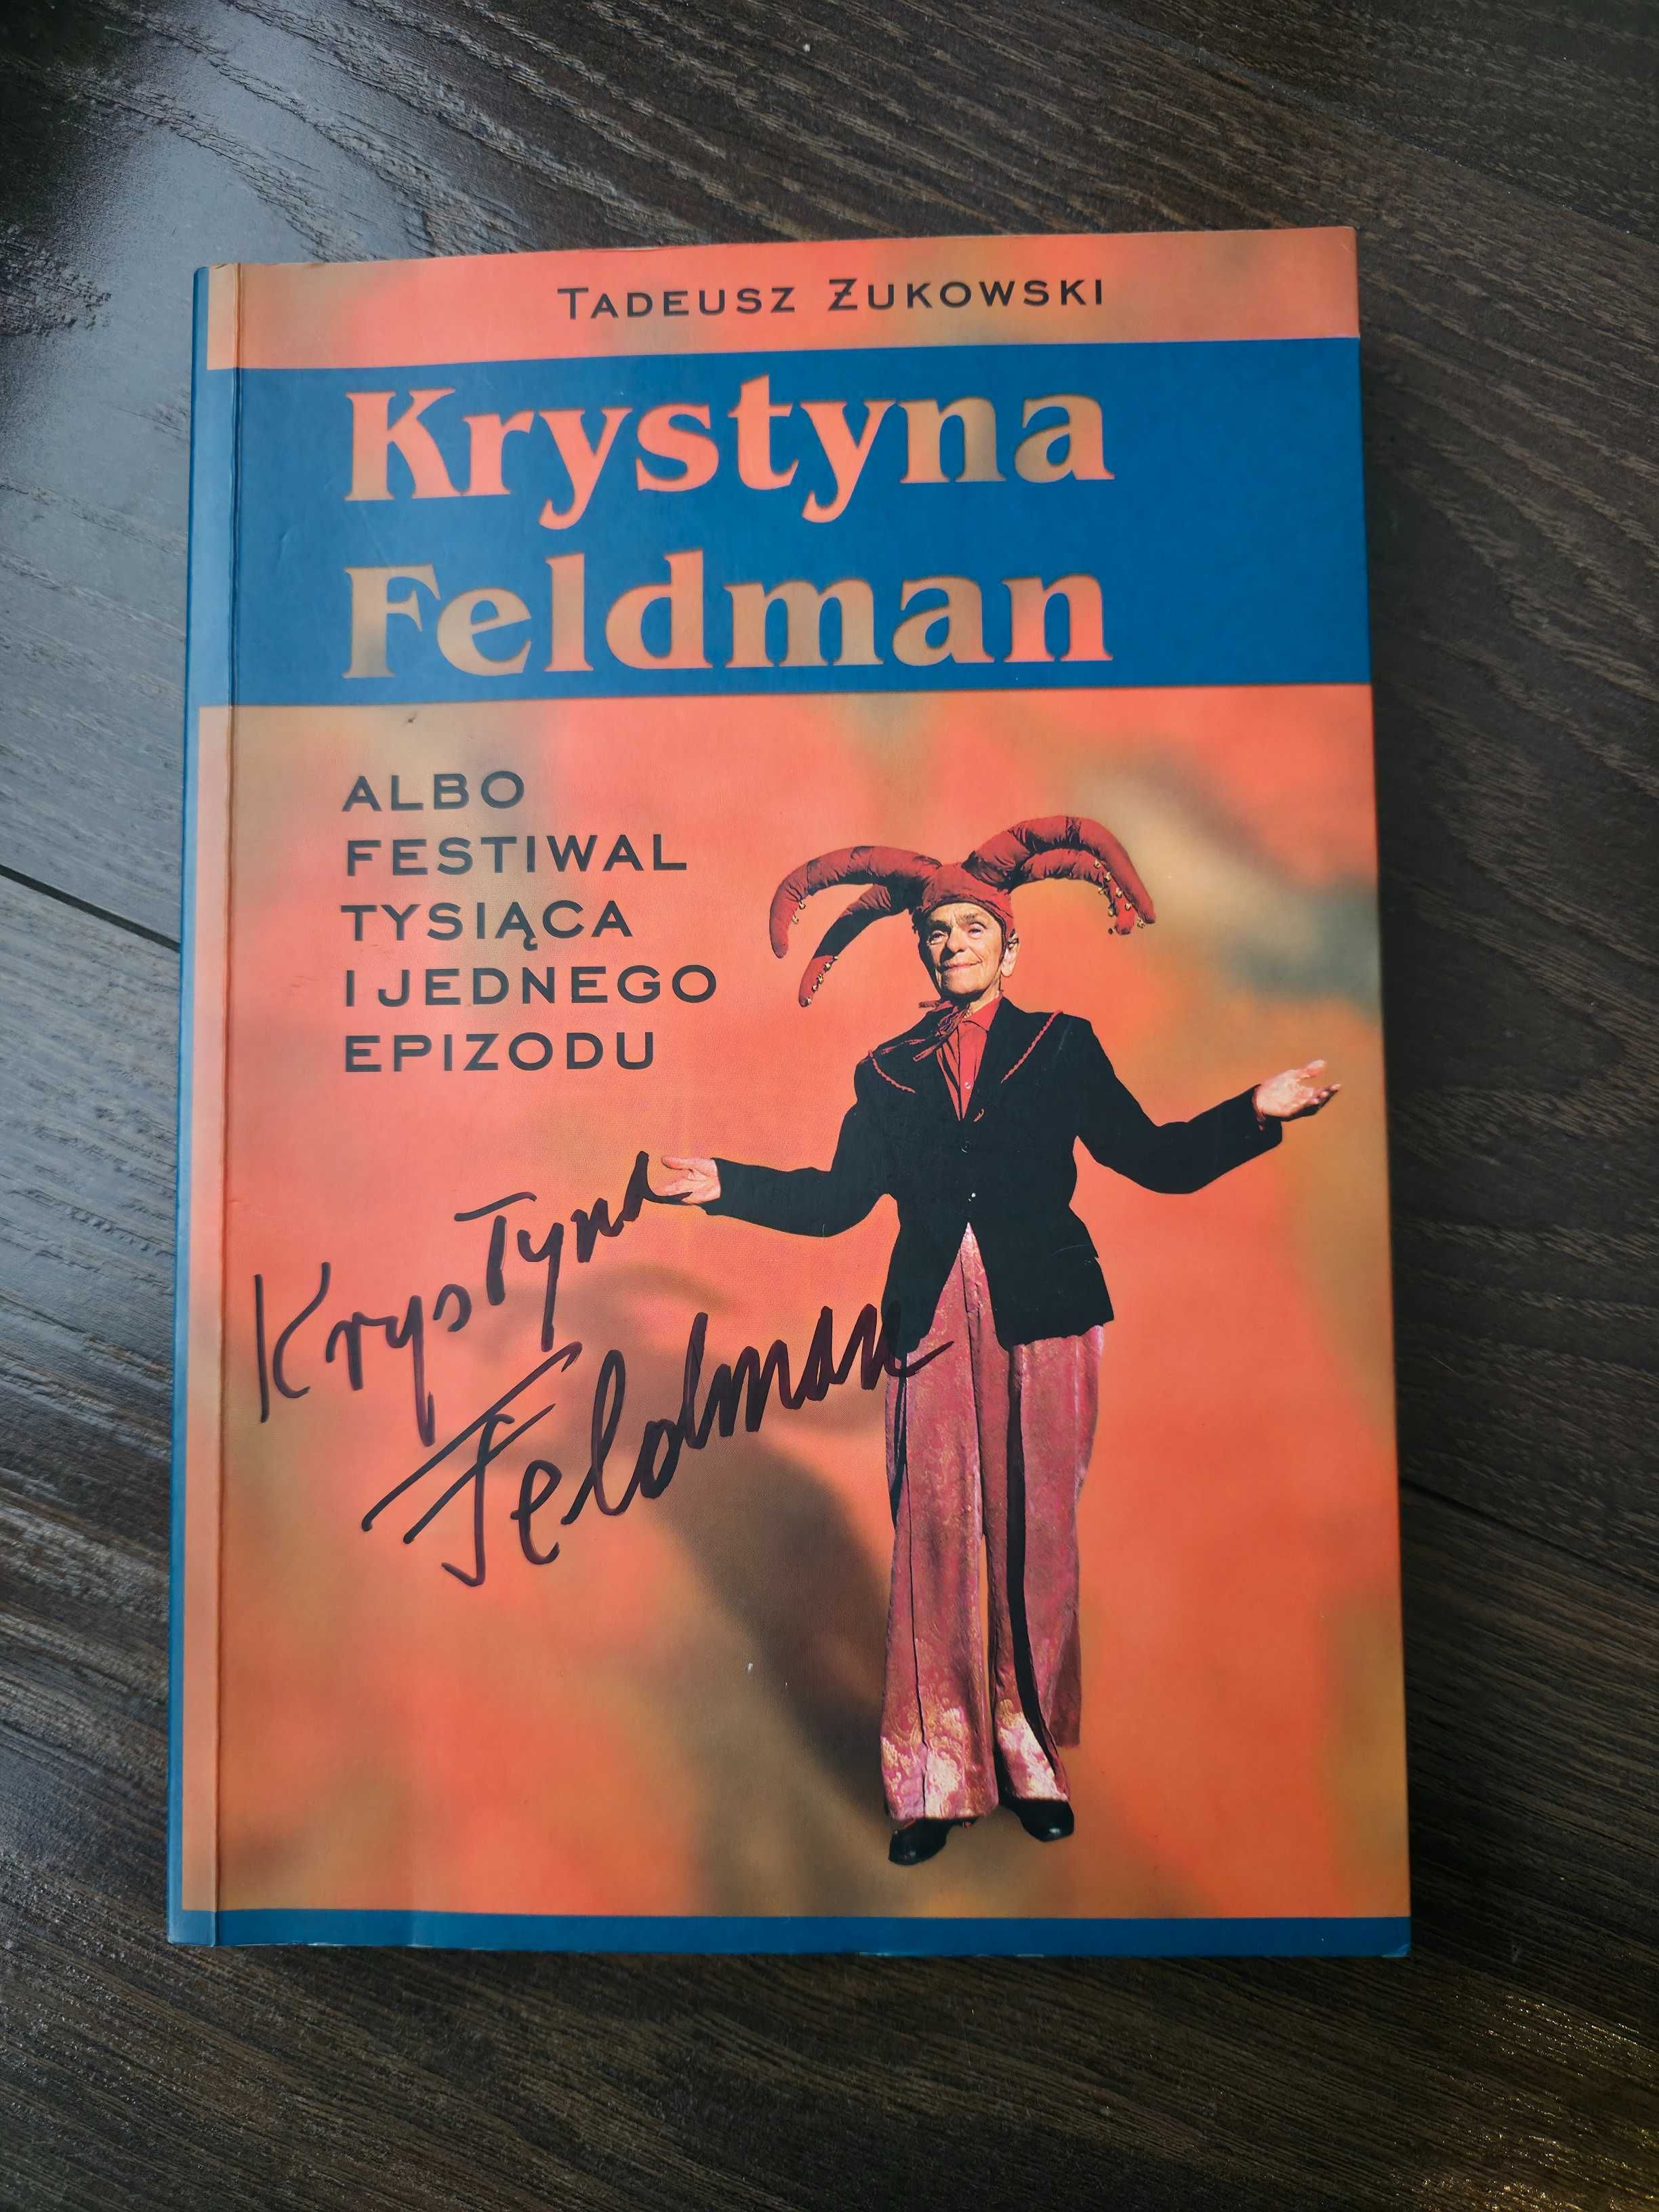 TADEUSZ ŻUKOWSKI
Krystyna
Feldman
ALBO
FESTIWAL
TYSIĄCA
I JEDNEGO
EPIZODU
Krystyna
Feldman